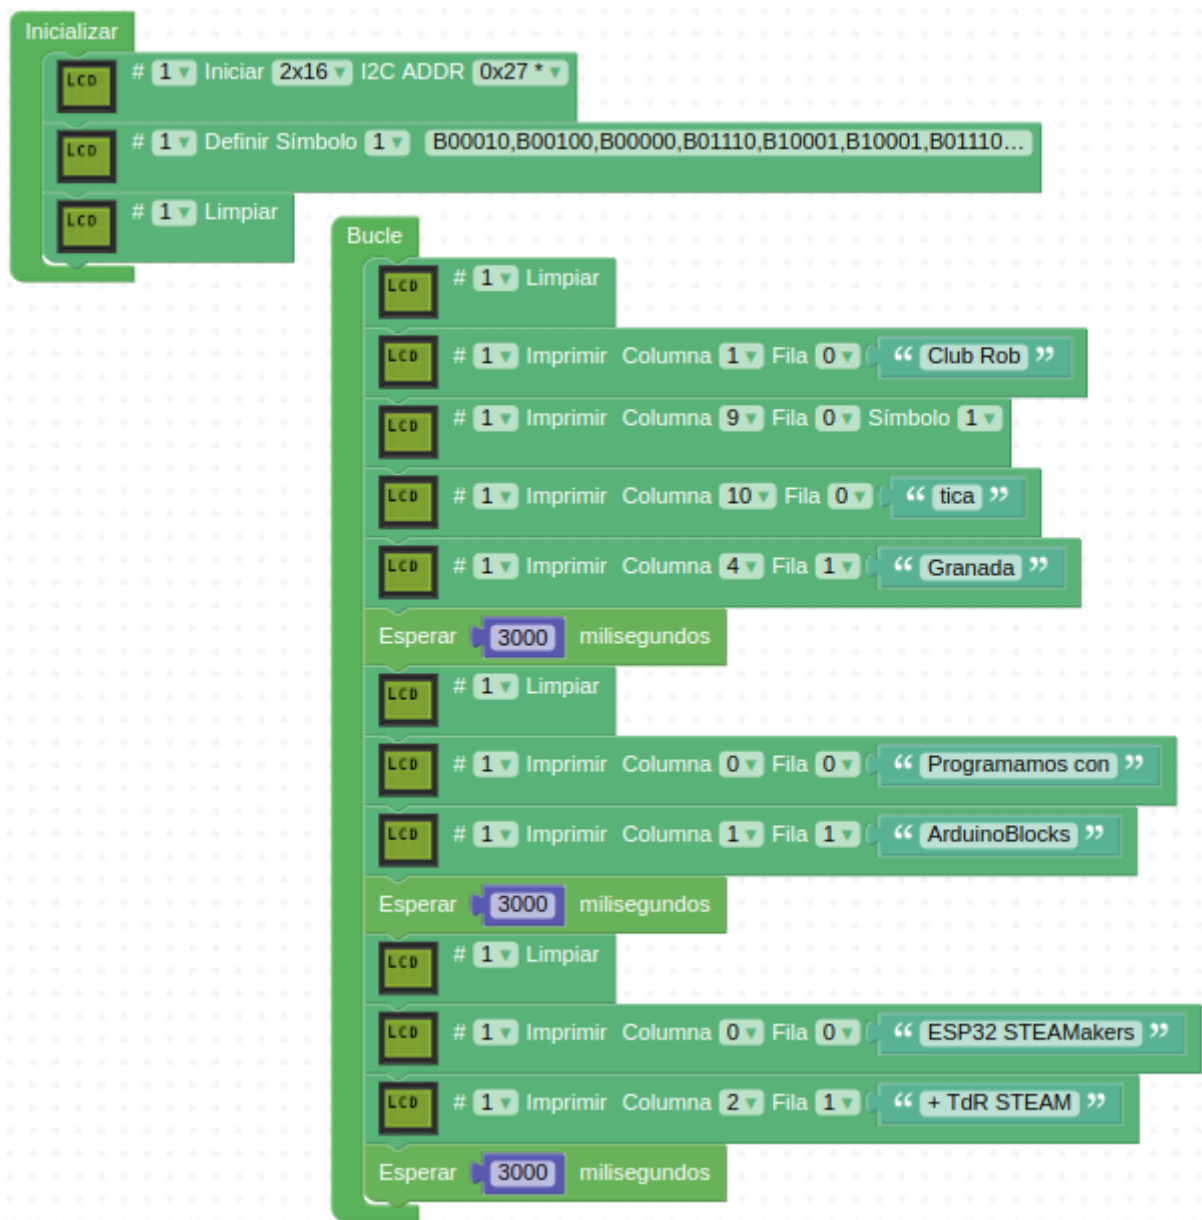 Inicializar
LCD # 1 Iniciar 2x16 I2C ADDR 0x27 *
LCD # 1 Definir Símbolo 1 B00010,B00100,B00000,B01110,B10001,B10001,B01110...
LCD # 1 Limpiar
Bucle
LCD # 1 Limpiar
LCD # 1 Imprimir Columna 1 Fila 0 “ Club Rob ”
LCD # 1 Imprimir Columna 9 Fila 0 Símbolo 1
LCD # 1 Imprimir Columna 10 Fila 0 “ tica ”
LCD # 1 Imprimir Columna 4 Fila 1 “ Granada ”
Esperar 3000 milisegundos
LCD # 1 Limpiar
LCD # 1 Imprimir Columna 0 Fila 0 “ Programamos con ”
LCD # 1 Imprimir Columna 1 Fila 1 “ ArduinoBlocks ”
Esperar 3000 milisegundos
LCD # 1 Limpiar
LCD # 1 Imprimir Columna 0 Fila 0 “ ESP32 STEAMakers ”
LCD # 1 Imprimir Columna 2 Fila 1 “ + TdR STEAM ”
Esperar 3000 milisegundos